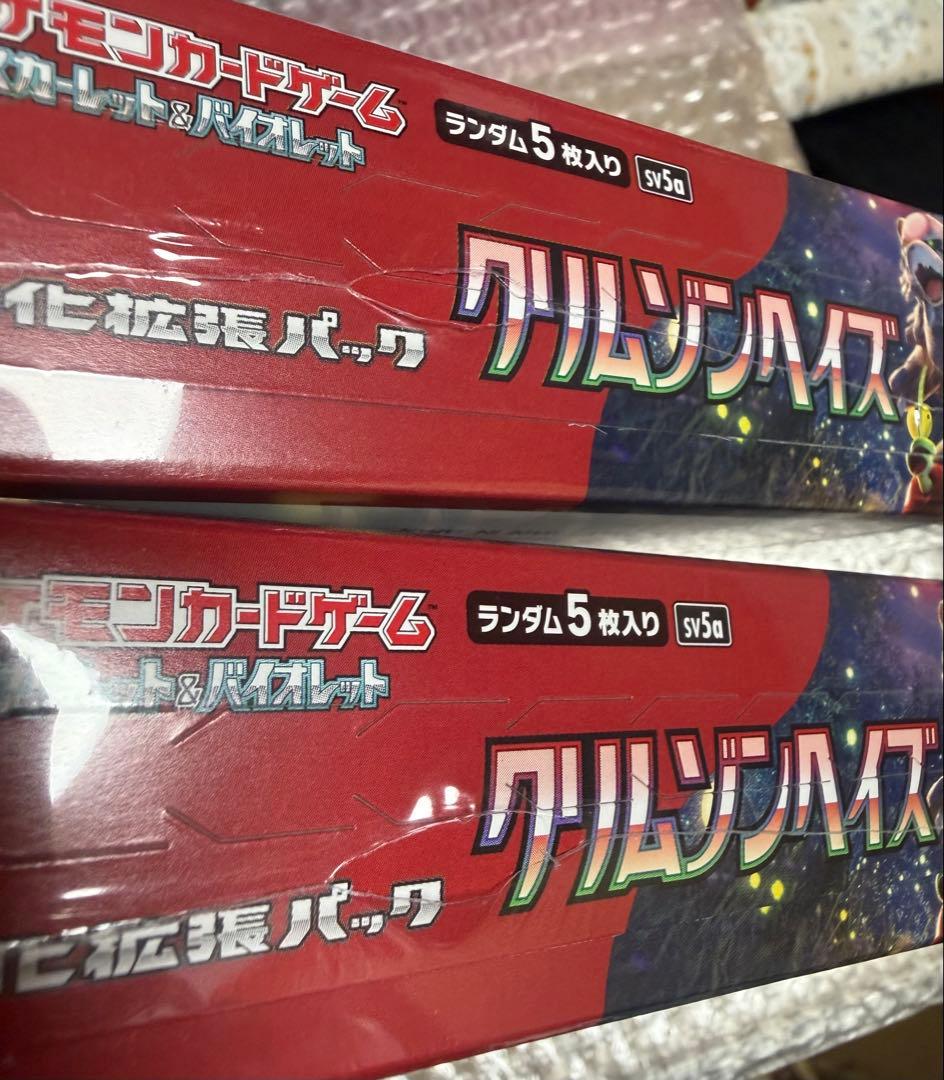 ケモンカードゲーム
スカーレット&バイオレット
ランダム5枚入り
sv5a
化拡張パック
クリムゾンヘイズ
モンカードゲーム
ット&バイオレット
ランダム5枚入り
sv5a
化拡張パック
クリムゾンヘイズ